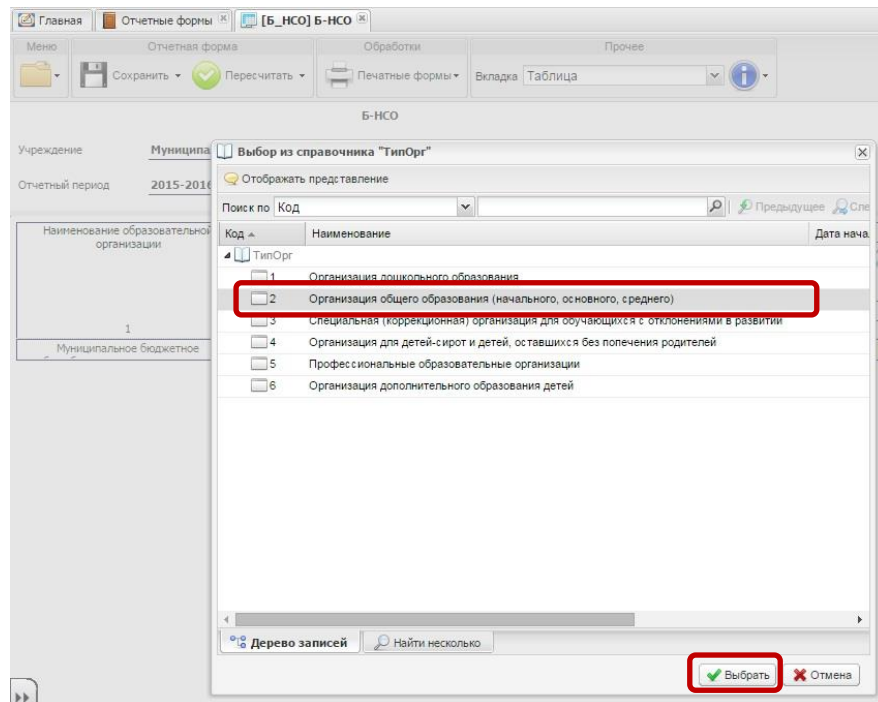 Главная Отчетные формы [Б_НСО] Б-НСО
Меню Отчетная форма Обработки Прочее
Сохранить Пересчитать Печатные формы Вкладка Таблица
Б-НСО
Учреждение Муниципа
Выбор из справочника "ТипОрг"
Отчетный период 2015-2016
Отображать представление
Поиск по Код Предыдущее Сле
Наименование образовательной
организации
1
Муниципальное бюджетное
Код Наименование Дата нача
ТипОрг
1 Организация дошкольного образования
2 Организация общего образования (начального, основного, среднего)
3 Специальная (коррекционная) организация для обучающихся с отклонениями в развитии
4 Организация для детей-сирот и детей, оставшихся без попечения родителей
5 Профессиональные образовательные организации
6 Организация дополнительного образования детей
Дерево записей Найти несколько
Выбрать Отмена